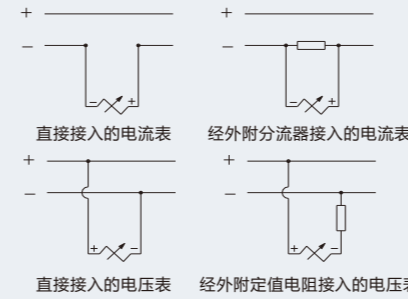 + +
− −
− + − +
直接接入的电流表 经外附分流器接入的电流表
+ +
− −
+ − + −
直接接入的电压表 经外附定值电阻接入的电压表